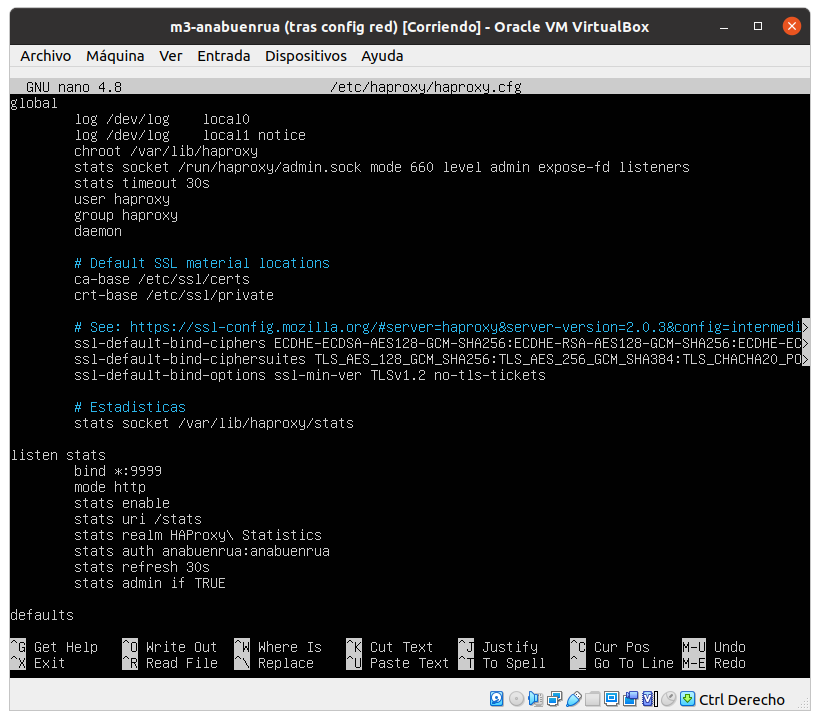 m3-anabuenrua (tras config red) [Corriendo] - Oracle VM VirtualBox
Archivo Máquina Ver Entrada Dispositivos Ayuda
GNU nano 4.8 /etc/haproxy/haproxy.cfg
global
log /dev/log local0
log /dev/log local1 notice
chroot /var/lib/haproxy
stats socket /run/haproxy/admin.sock mode 660 level admin expose-fd listeners
stats timeout 30s
user haproxy
group haproxy
daemon
# Default SSL material locations
ca-base /etc/ssl/certs
crt-base /etc/ssl/private
# See: https://ssl-config.mozilla.org/#server=haproxy&server-version=2.0.3&config=intermedi>
ssl-default-bind-ciphers ECDHE-ECDSA-AES128-GCM-SHA256:ECDHE-RSA-AES128-GCM-SHA256:ECDHE-EC>
ssl-default-bind-ciphersuites TLS_AES_128_GCM_SHA256:TLS_AES_256_GCM_SHA384:TLS_CHACHA20_PO>
ssl-default-bind-options ssl-min-ver TLSv1.2 no-tls-tickets
# Estadisticas
stats socket /var/lib/haproxy/stats
listen stats
bind *:9999
mode http
stats enable
stats uri /stats
stats realm HAProxy\ Statistics
stats auth anabuenrua:anabuenrua
stats refresh 30s
stats admin if TRUE
defaults
^G Get Help ^O Write Out ^W Where Is ^K Cut Text ^J Justify ^C Cur Pos M-U Undo
^X Exit ^R Read File ^\ Replace ^U Paste Text ^T To Spell ^_ Go To Line M-E Redo
Ctrl Derecho